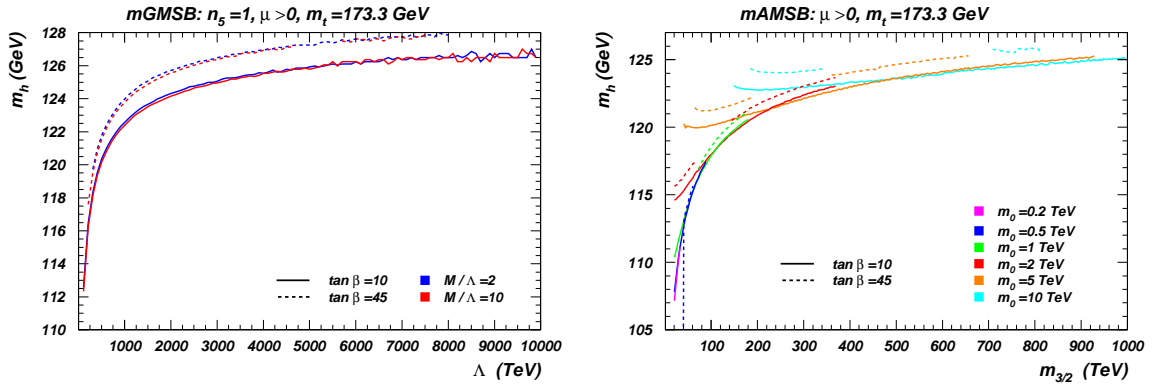 mGMSB: n5 =1, μ >0, mt =173.3 GeV
mh (GeV)
128
126
124
122
120
118
116
114
112
110
tan β =10
tan β =45
M / Λ =2
M / Λ =10
1000 2000 3000 4000 5000 6000 7000 8000 9000 10000
Λ (TeV)
mAMSB: μ >0, mt =173.3 GeV
mh (GeV)
125
120
115
110
105
tan β =10
tan β =45
m0 =0.2 TeV
m0 =0.5 TeV
m0 =1 TeV
m0 =2 TeV
m0 =5 TeV
m0 =10 TeV
100 200 300 400 500 600 700 800 900 1000
m3/2 (TeV)